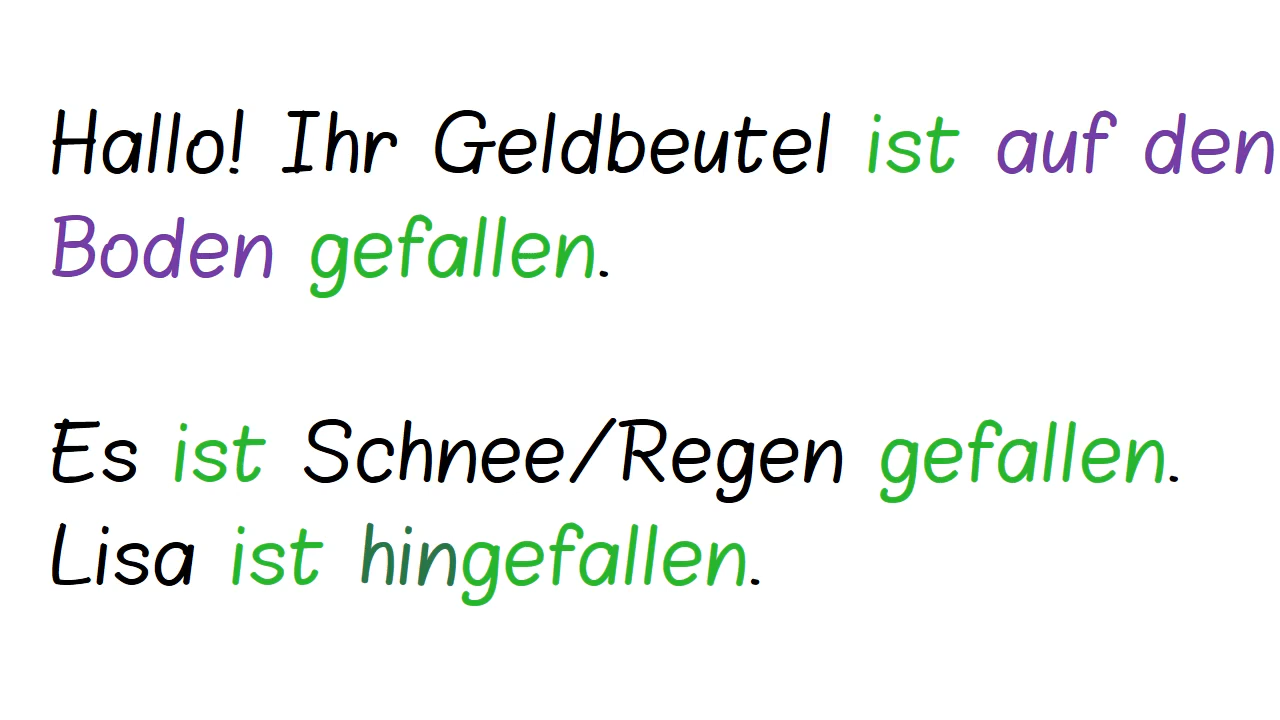 Hallo! Ihr Geldbeutel ist auf den
Boden gefallen.
Es ist Schnee/Regen gefallen.
Lisa ist hingefallen.